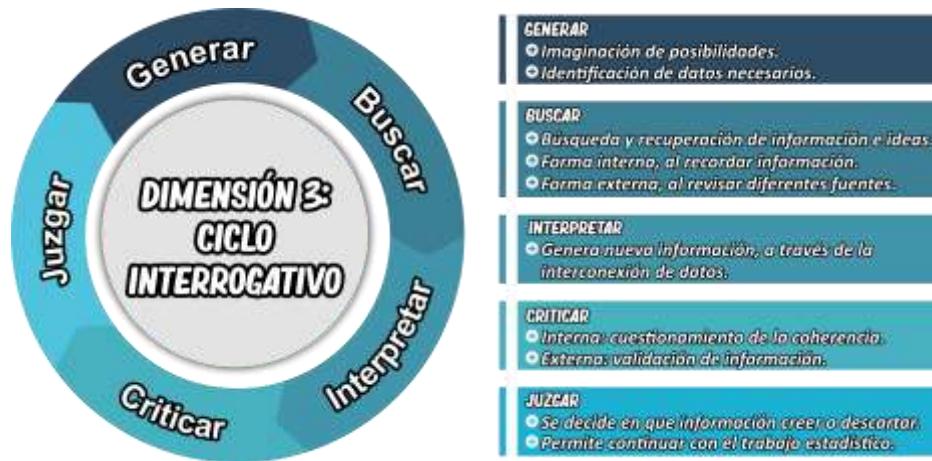 Generar
Buscar
Interpretar
Criticar
Juzgar
DIMENSIÓN 3:
CICLO
INTERROGATIVO
GENERAR
Imaginación de posibilidades.
Identificación de datos necesarios.
BUSCAR
Búsqueda y recuperación de información e ideas.
Forma interna, al recordar información.
Forma externa, al revisar diferentes fuentes.
INTERPRETAR
Genera nueva información, a través de la
interconexión de datos.
CRITICAR
Interna: cuestionamiento de la coherencia.
Externa: validación de información.
JUZGAR
Se decide en que información creer o descartar.
Permite continuar con el trabajo estadístico.